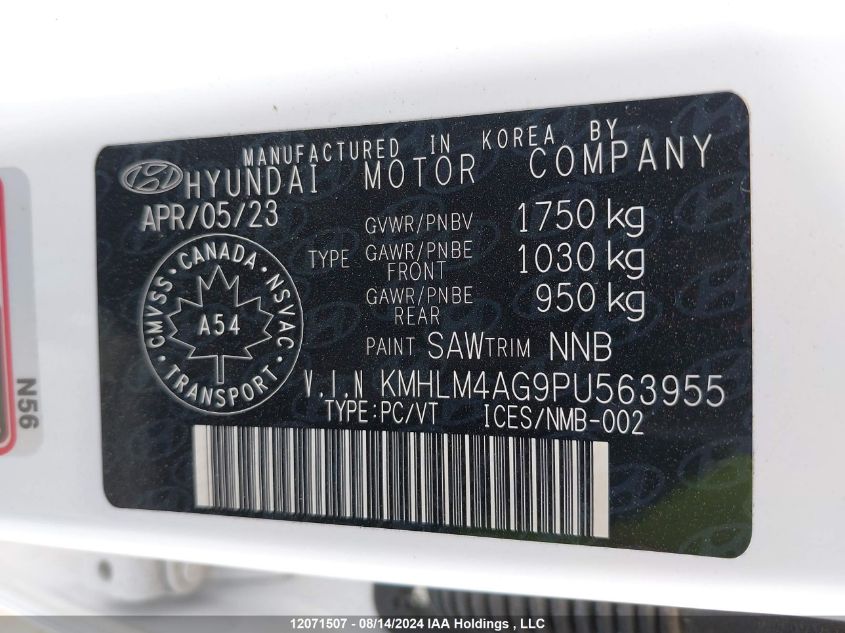 MANUFACTURED IN KOREA BY
HYUNDAI MOTOR COMPANY
APR/05/23
GVWR/PNBV 1750 kg
TYPE GAWR/PNBE FRONT 1030 kg
GAWR/PNBE REAR 950 kg
PAINT SAW TRIM NNB
CMVSS · CANADA · NSVAC
A54
TRANSPORT
V.I.N KMHLM4AG9PU563955
TYPE:PC/VT ICES/NMB-002
N56
12071507 - 08/14/2024 IAA Holdings, LLC